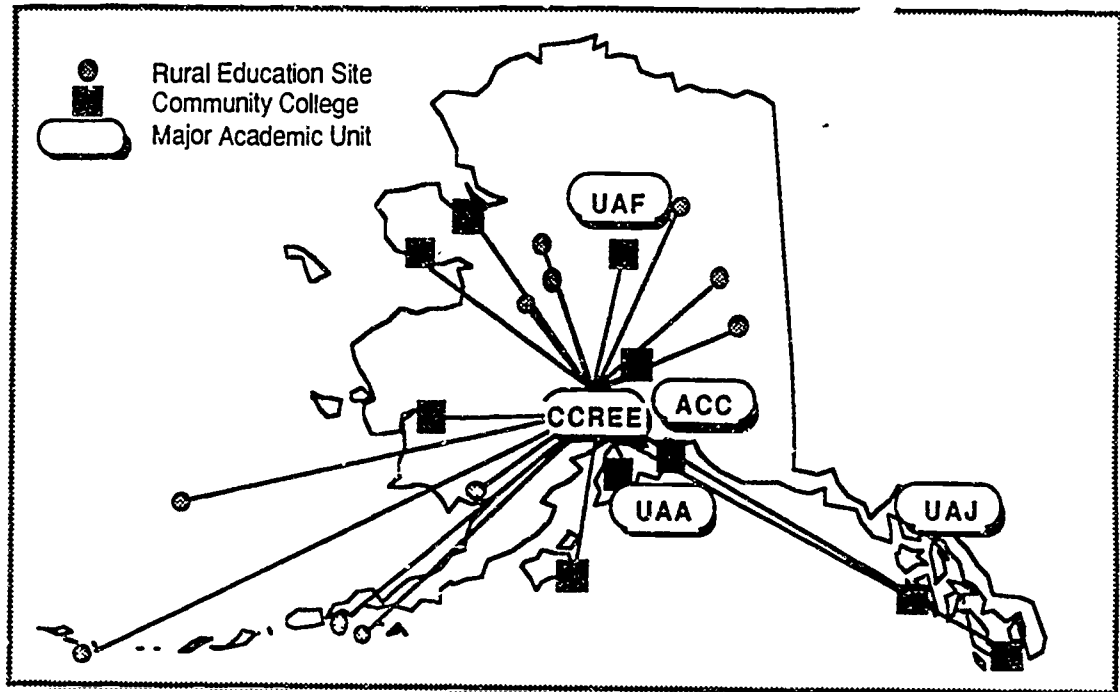 Rural Education Site
Community College
Major Academic Unit
UAF
CCREE
ACC
UAA
UAJ